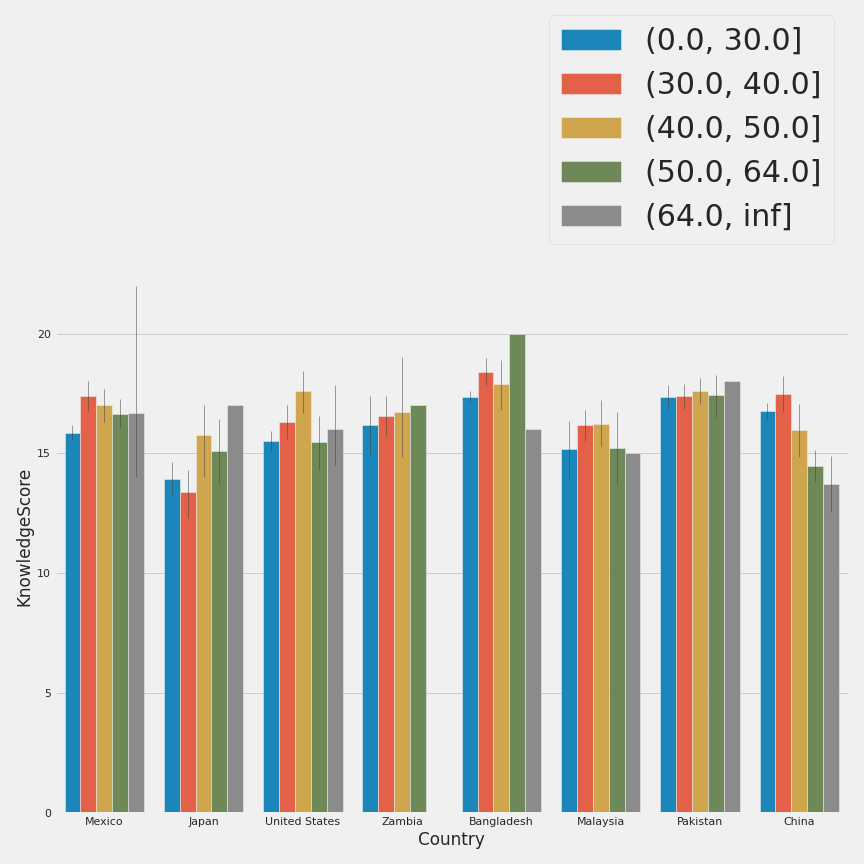 (0.0, 30.0]
(30.0, 40.0]
(40.0, 50.0]
(50.0, 64.0]
(64.0, inf]
20
15
10
5
0
KnowledgeScore
Mexico Japan United States Zambia Bangladesh Malaysia Pakistan China
Country